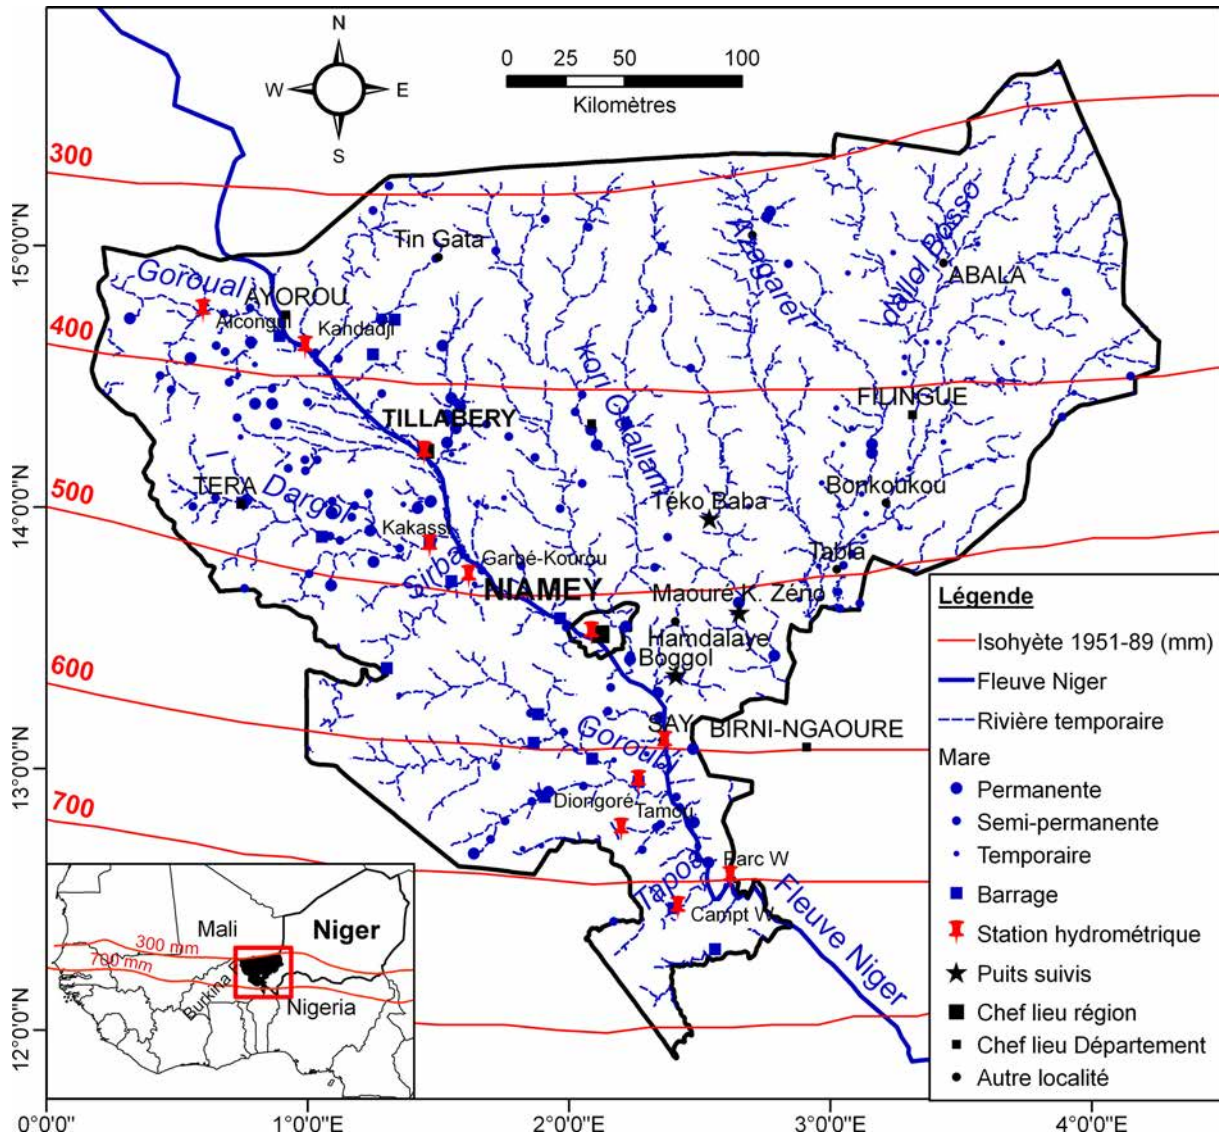 N
W
E
S
0
25
50
100
Kilomètres
300
15°0'0"N
Tin Gata
Goroual
AYOROU
Alcongui
Kandadji
Azagaret
dallol Bosso
ABALA
400
kori Ouallam
FILINGUE
TILLABERY
500
14°0'0"N
TERA
Dargol
Téko Baba
Bonkoukou
Kakassi
Sirba
Garbé-Kourou
Tabla
NIAMEY
Maouré K. Zéno
Hamdalaye
Boggol
600
SAY
BIRNI-NGAOURE
Goroubi
13°0'0"N
700
Diongoré
Tamou
Parc W
Tapoa
Campt W
Fleuve Niger
12°0'0"N
Légende
Isohyète 1951-89 (mm)
Fleuve Niger
Rivière temporaire
Mare
Permanente
Semi-permanente
Temporaire
Barrage
Station hydrométrique
Puits suivis
Chef lieu région
Chef lieu Département
Autre localité
Mali
Niger
300 mm
700 mm
Burkina F
Nigeria
0°0'0"
1°0'0"E
2°0'0"E
3°0'0"E
4°0'0"E